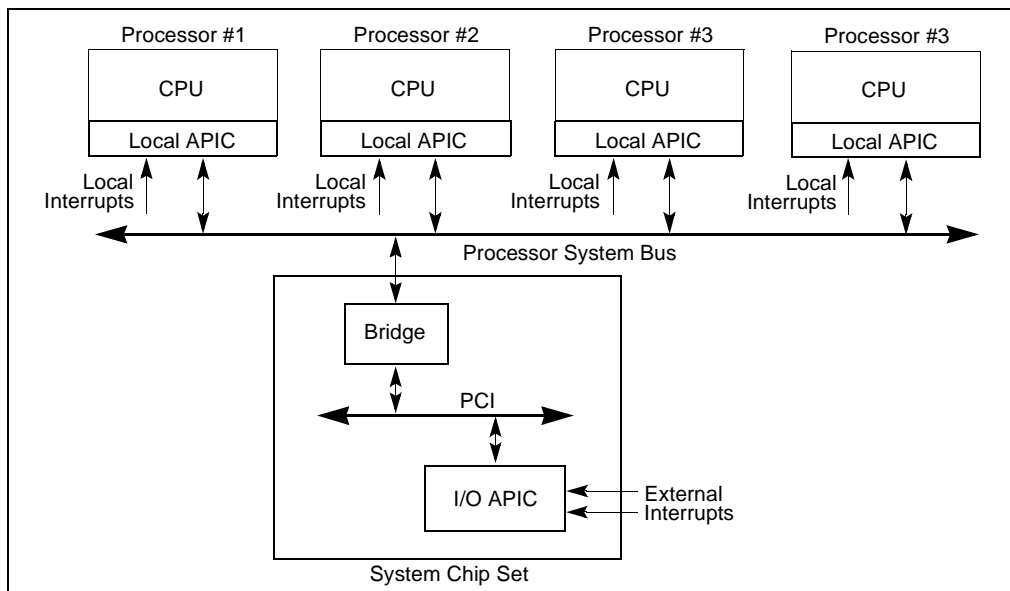 Processor #1
Processor #2
Processor #3
Processor #3
CPU
CPU
CPU
CPU
Local APIC
Local APIC
Local APIC
Local APIC
Local
Interrupts
Local
Interrupts
Local
Interrupts
Local
Interrupts
Processor System Bus
Bridge
PCI
I/O APIC
External
Interrupts
System Chip Set